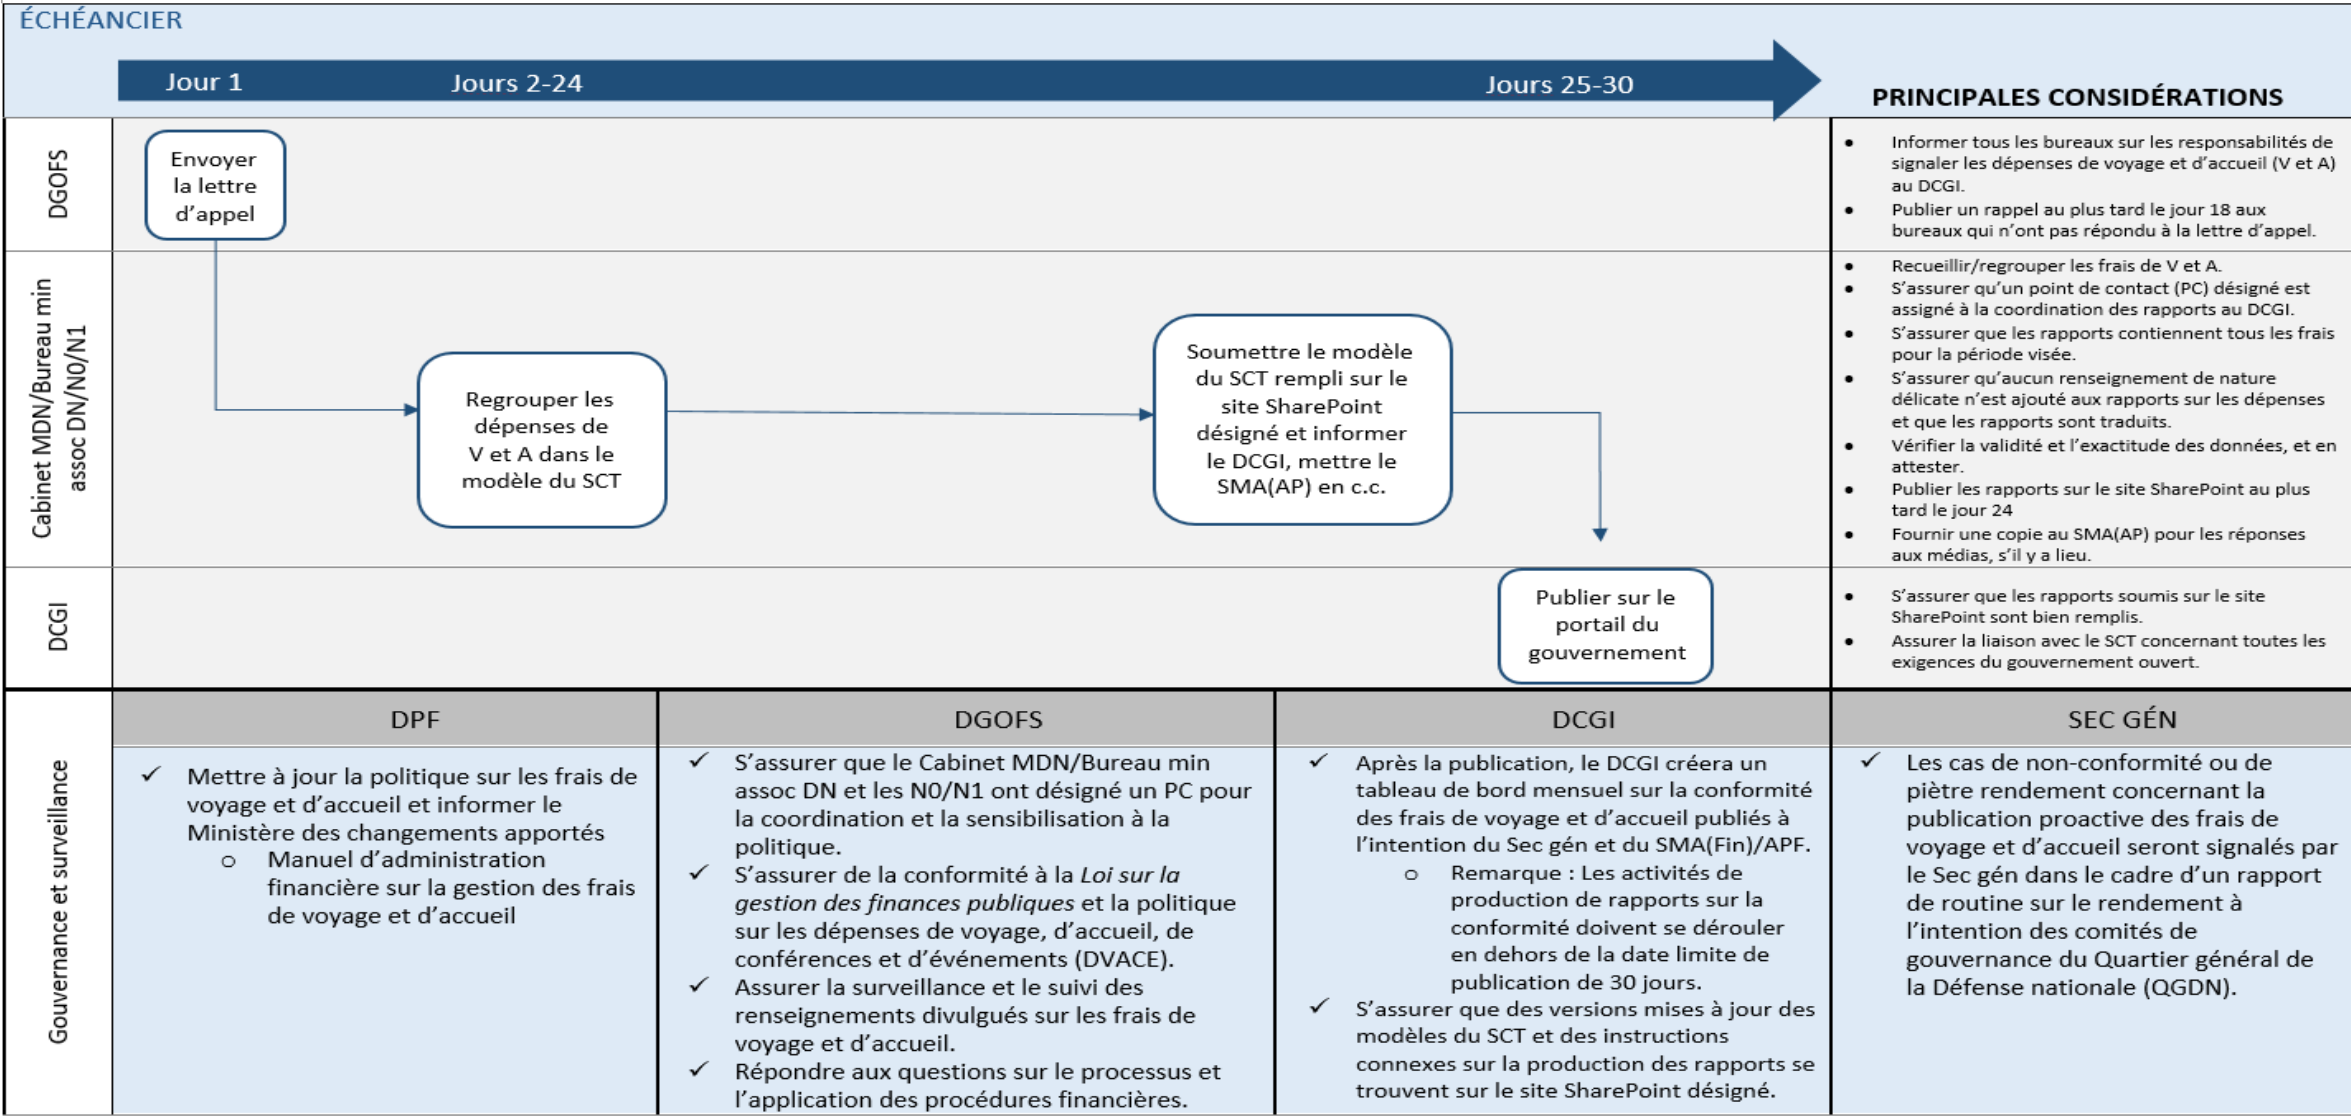 ÉCHÉANCIER
Jour 1
Jours 2-24
Jours 25-30
PRINCIPALES CONSIDÉRATIONS
DGOFS
Envoyer
la lettre
d’appel
• Informer tous les bureaux sur les responsabilités de
signaler les dépenses de voyage et d’accueil (V et A)
au DCGI.
• Publier un rappel au plus tard le jour 18 aux
bureaux qui n’ont pas répondu à la lettre d’appel.
Cabinet MDN/Bureau min
assoc DN/N0/N1
Regrouper les
dépenses de
V et A dans le
modèle du SCT
Soumettre le modèle
du SCT rempli sur le
site SharePoint
désigné et informer
le DCGI, mettre le
SMA(AP) en c.c.
• Recueillir/regrouper les frais de V et A.
• S’assurer qu’un point de contact (PC) désigné est
assigné à la coordination des rapports au DCGI.
• S’assurer que les rapports contiennent tous les frais
pour la période visée.
• S’assurer qu’aucun renseignement de nature
délicate n’est ajouté aux rapports sur les dépenses
et que les rapports sont traduits.
• Vérifier la validité et l’exactitude des données, et en
attester.
• Publier les rapports sur le site SharePoint au plus
tard le jour 24
• Fournir une copie au SMA(AP) pour les réponses
aux médias, s’il y a lieu.
DCGI
Publier sur le
portail du
gouvernement
• S’assurer que les rapports soumis sur le site
SharePoint sont bien remplis.
• Assurer la liaison avec le SCT concernant toutes les
exigences du gouvernement ouvert.
Gouvernance et surveillance
DPF
✓ Mettre à jour la politique sur les frais de
voyage et d’accueil et informer le
Ministère des changements apportés
o Manuel d’administration
financière sur la gestion des frais
de voyage et d’accueil
DGOFS
✓ S’assurer que le Cabinet MDN/Bureau min
assoc DN et les N0/N1 ont désigné un PC pour
la coordination et la sensibilisation à la
politique.
✓ S’assurer de la conformité à la Loi sur la
gestion des finances publiques et la politique
sur les dépenses de voyage, d’accueil, de
conférences et d’événements (DVACE).
✓ Assurer la surveillance et le suivi des
renseignements divulgués sur les frais de
voyage et d’accueil.
✓ Répondre aux questions sur le processus et
l’application des procédures financières.
DCGI
✓ Après la publication, le DCGI créera un
tableau de bord mensuel sur la conformité
des frais de voyage et d’accueil publiés à
l’intention du Sec gén et du SMA(Fin)/APF.
o Remarque : Les activités de
production de rapports sur la
conformité doivent se dérouler
en dehors de la date limite de
publication de 30 jours.
✓ S’assurer que des versions mises à jour des
modèles du SCT et des instructions
connexes sur la production des rapports se
trouvent sur le site SharePoint désigné.
SEC GÉN
✓ Les cas de non-conformité ou de
piètre rendement concernant la
publication proactive des frais de
voyage et d’accueil seront signalés par
le Sec gén dans le cadre d’un rapport
de routine sur le rendement à
l’intention des comités de
gouvernance du Quartier général de
la Défense nationale (QGDN).